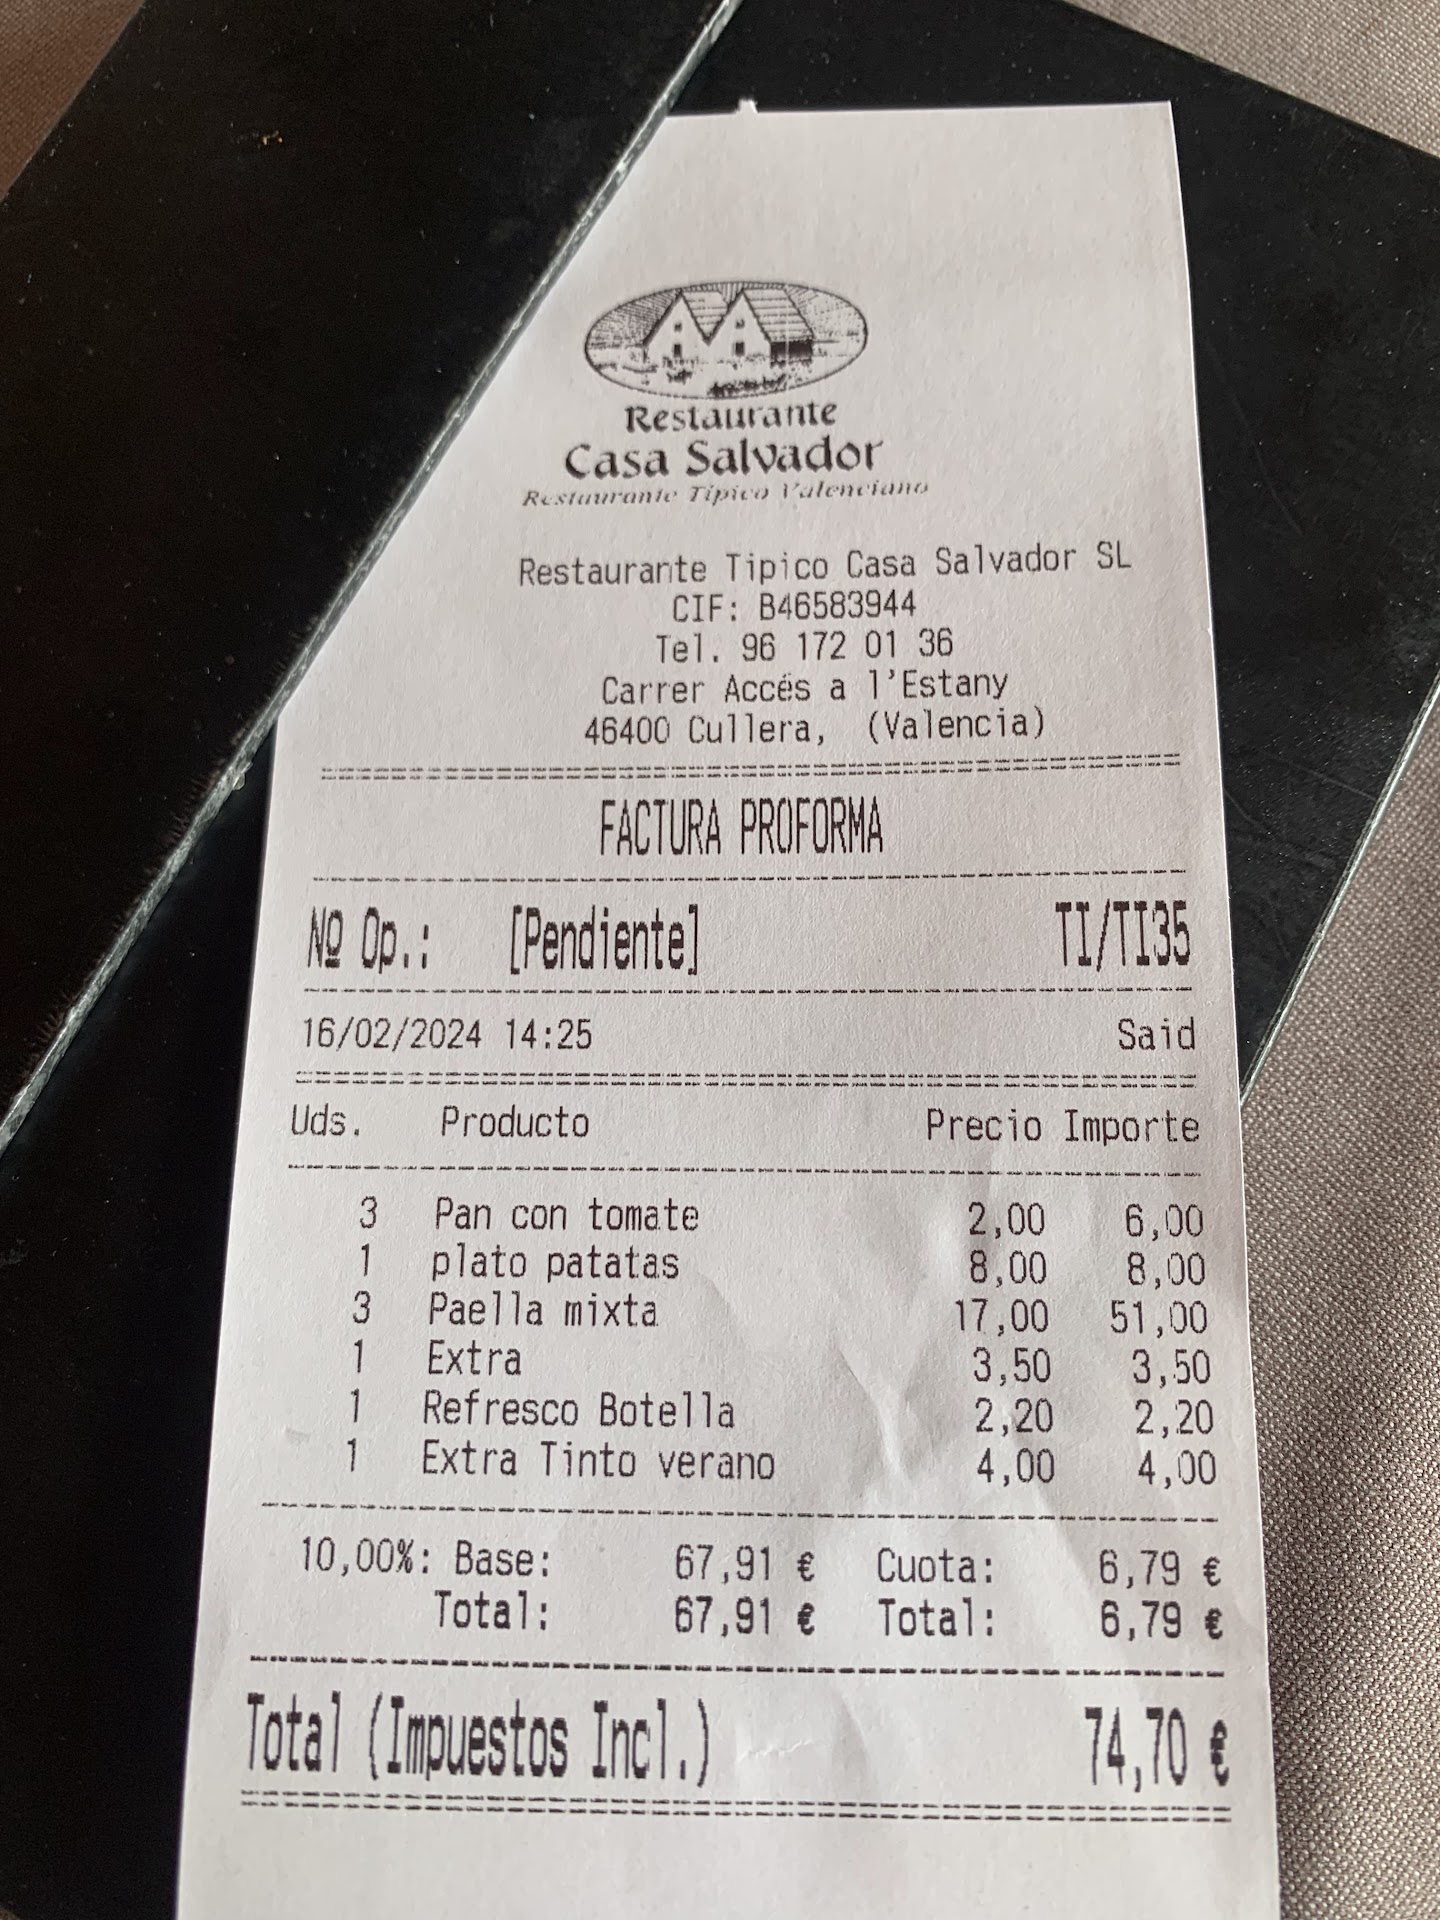 Restaurante
Casa Salvador
Restaurante Típico Valenciano
Restaurante Tipico Casa Salvador SL
CIF: B46583944
Tel. 96 172 01 36
Carrer Accés a l'Estany
46400 Cullera, (Valencia)
FACTURA PROFORMA
Nº Op.: [Pendiente] TI/TI35
16/02/2024 14:25 Said
Uds. Producto Precio Importe
3 Pan con tomate 2,00 6,00
1 plato patatas 8,00 8,00
3 Paella mixta 17,00 51,00
1 Extra 3,50 3,50
1 Refresco Botella 2,20 2,20
1 Extra Tinto verano 4,00 4,00
10,00%: Base: 67,91 € Cuota: 6,79 €
Total: 67,91 € Total: 6,79 €
Total (Impuestos Incl.) 74,70 €